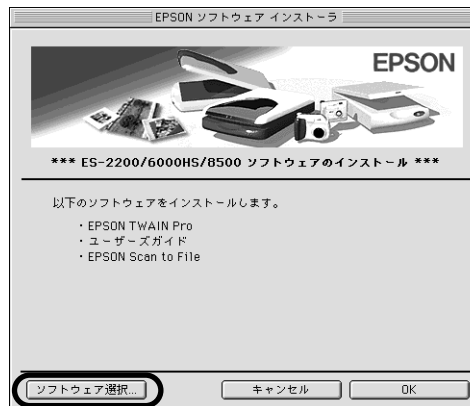 EPSON ソフトウェア インストーラ
EPSON
*** ES-2200/6000HS/8500 ソフトウェアのインストール ***
以下のソフトウェアをインストールします。
・EPSON TWAIN Pro
・ユーザーズガイド
・EPSON Scan to File
ソフトウェア選択...
キャンセル
OK